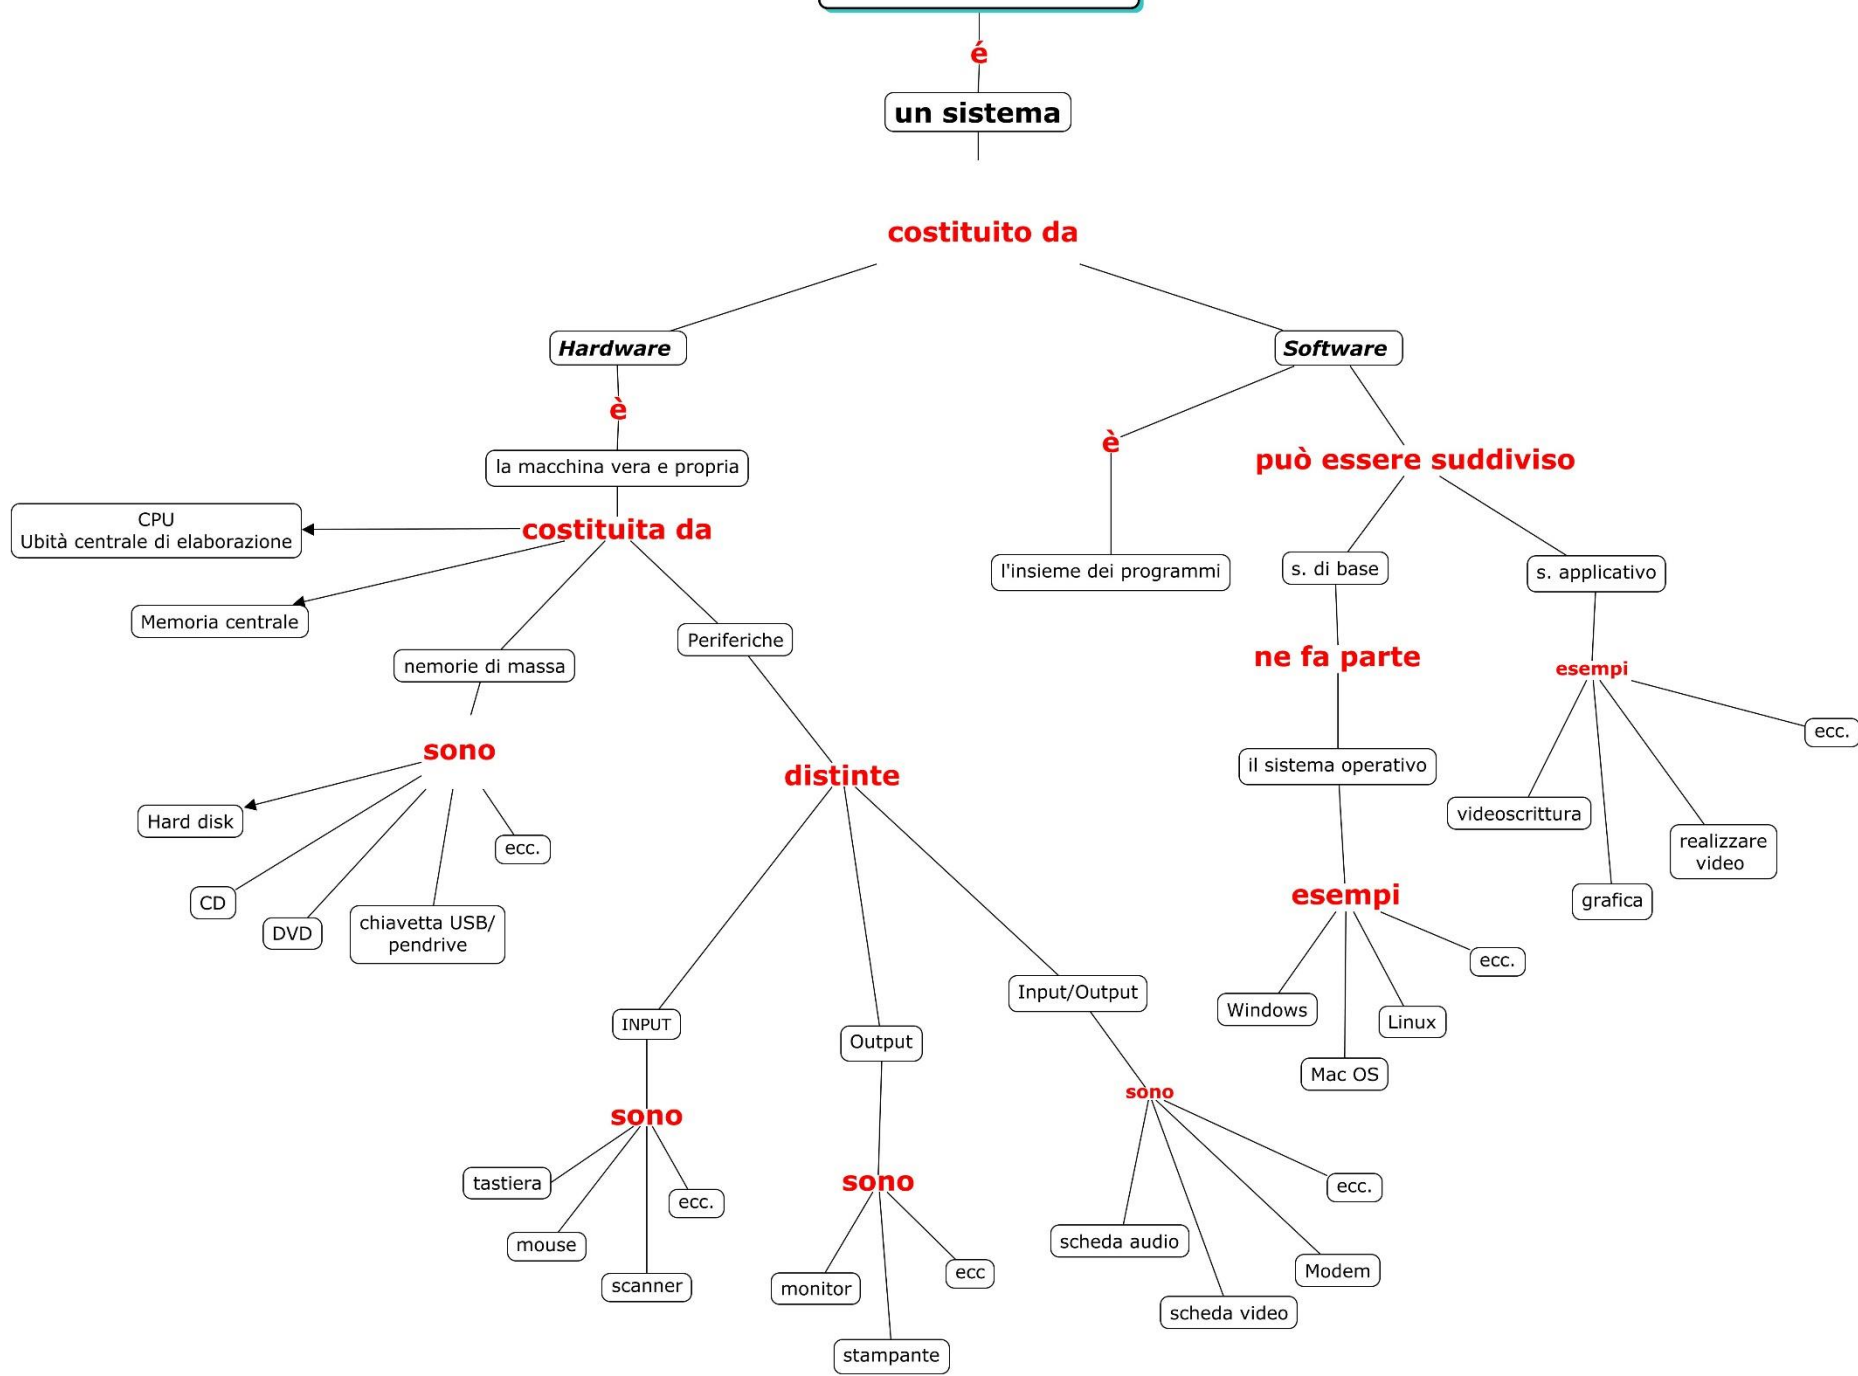 é
un sistema
costituito da
Hardware
Software
è
è
la macchina vera e propria
può essere suddiviso
CPU
Ubità centrale di elaborazione
costituita da
l'insieme dei programmi
s. di base
s. applicativo
Memoria centrale
Periferiche
nemorie di massa
ne fa parte
esempi
ecc.
sono
distinte
il sistema operativo
Hard disk
ecc.
videoscrittura
realizzare
video
CD
DVD
chiavetta USB/
pendrive
esempi
grafica
ecc.
Input/Output
Windows
Linux
INPUT
Output
Mac OS
sono
sono
sono
tastiera
ecc.
ecc.
mouse
scheda audio
scanner
monitor
ecc
Modem
scheda video
stampante